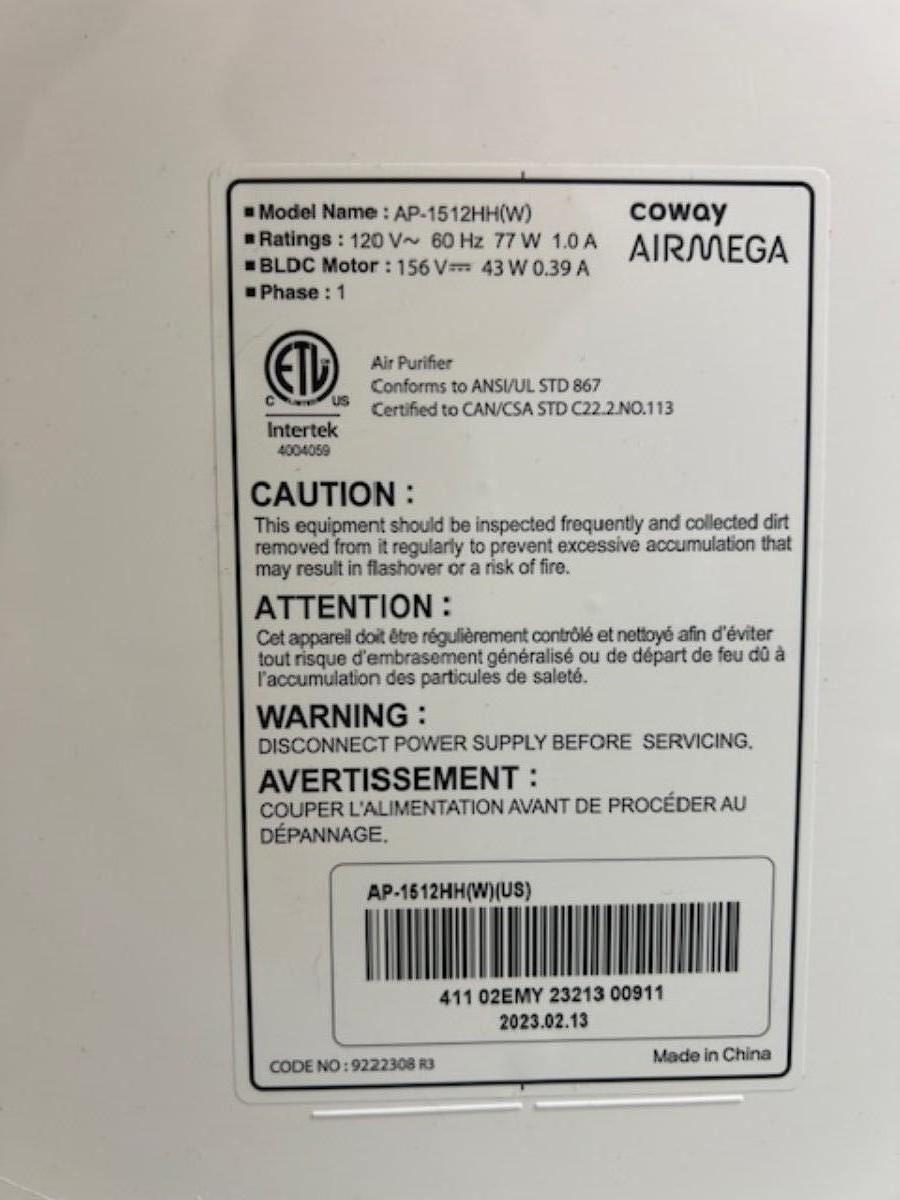 ■ Model Name : AP-1512HH(W)
■ Ratings : 120 V~ 60 Hz 77 W 1.0 A
■ BLDC Motor : 156 V⎓ 43 W 0.39 A
■ Phase : 1
coway
AIRMEGA
ETL
C US
Intertek
4004059
Air Purifier
Conforms to ANSI/UL STD 867
Certified to CAN/CSA STD C22.2.NO.113
CAUTION :
This equipment should be inspected frequently and collected dirt
removed from it regularly to prevent excessive accumulation that
may result in flashover or a risk of fire.
ATTENTION :
Cet appareil doit être régulièrement contrôlé et nettoyé afin d'éviter
tout risque d'embrasement généralisé ou de départ de feu dû à
l'accumulation des particules de saleté.
WARNING :
DISCONNECT POWER SUPPLY BEFORE SERVICING.
AVERTISSEMENT :
COUPER L'ALIMENTATION AVANT DE PROCÉDER AU
DÉPANNAGE.
AP-1512HH(W)(US)
411 02EMY 23213 00911
2023.02.13
CODE NO : 9222308 R3
Made in China